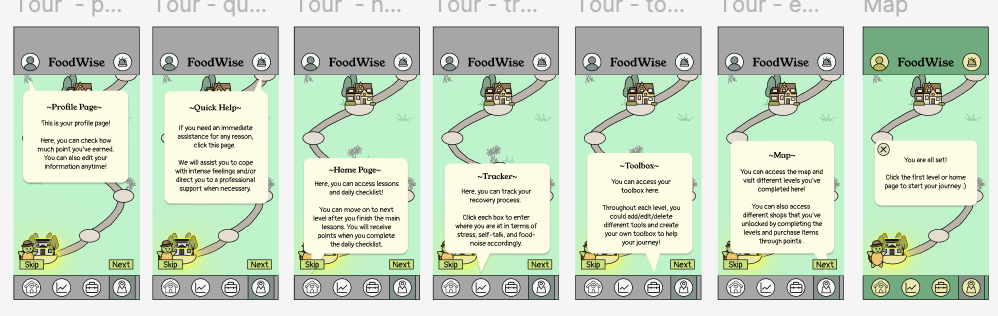 Tour - p...
Tour - qu...
Tour - h...
Tour - tr...
Tour - to...
Tour - e...
Map
FoodWise
~Profile Page~
This is your profile page!
Here, you can check how
much point you've earned.
You can also edit your
information anytime!
Skip
Next
FoodWise
~Quick Help~
If you need an immediate
assistance for any reason,
click this page.
We will assist you to cope
with intense feelings and/or
direct you to a professional
support when necessary.
Skip
Next
FoodWise
~Home Page~
Here, you can access lessons
and daily checklist!
You can move on to next
level after you finish the main
lessons. You will receive
points when you complete
the daily checklist.
Skip
Next
FoodWise
~Tracker~
Here, you can track your
recovery process.
Click each box to enter
where you are at in terms of
stress, self-talk, and food-
noise accordingly.
Skip
Next
FoodWise
~Toolbox~
You can access your
toolbox here.
Throughout each level, you
could add/edit/delete
different tools and create
your own toolbox to help
your journey!
Skip
Next
FoodWise
~Map~
You can access the map and
visit different levels you've
completed here!
You can also access
different shops that you've
unlocked by completing the
levels and purchase items
through points.
Skip
Next
FoodWise
You are all set!
Click the first level or home
page to start your journey :)